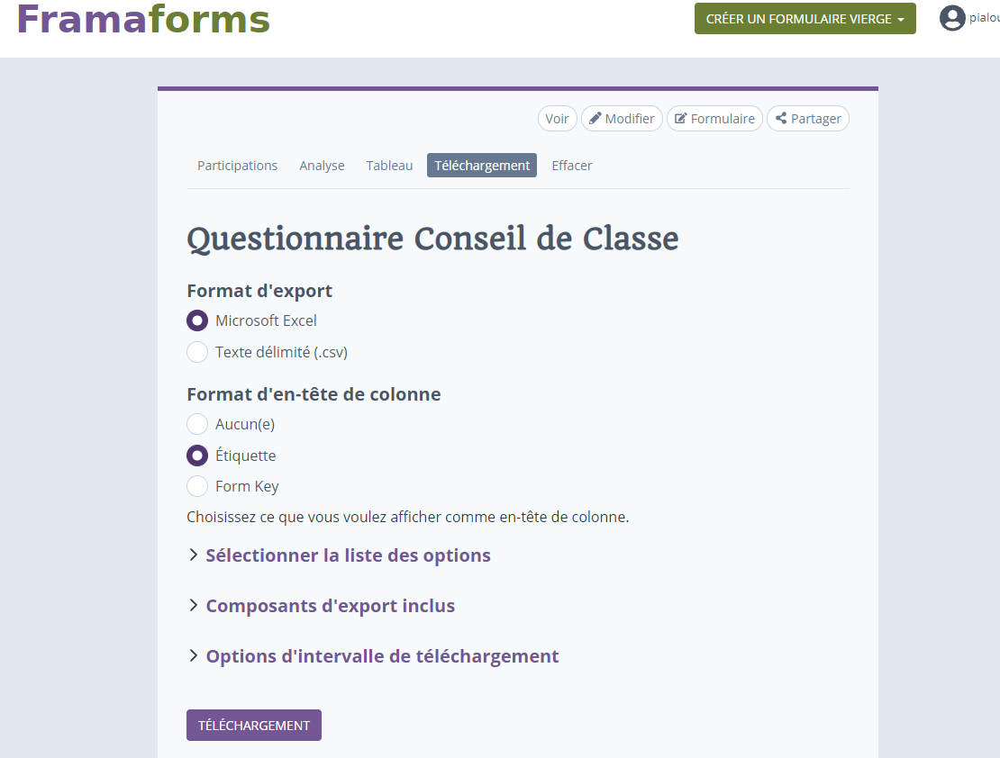 Framaforms
CRÉER UN FORMULAIRE VIERGE
Voir Modifier Formulaire Partager
Participations Analyse Tableau Téléchargement Effacer
Questionnaire Conseil de Classe
Format d'export
Microsoft Excel
Texte délimité (.csv)
Format d'en-tête de colonne
Aucun(e)
Étiquette
Form Key
Choisissez ce que vous voulez afficher comme en-tête de colonne.
Sélectionner la liste des options
Composants d'export inclus
Options d'intervalle de téléchargement
TÉLÉCHARGEMENT